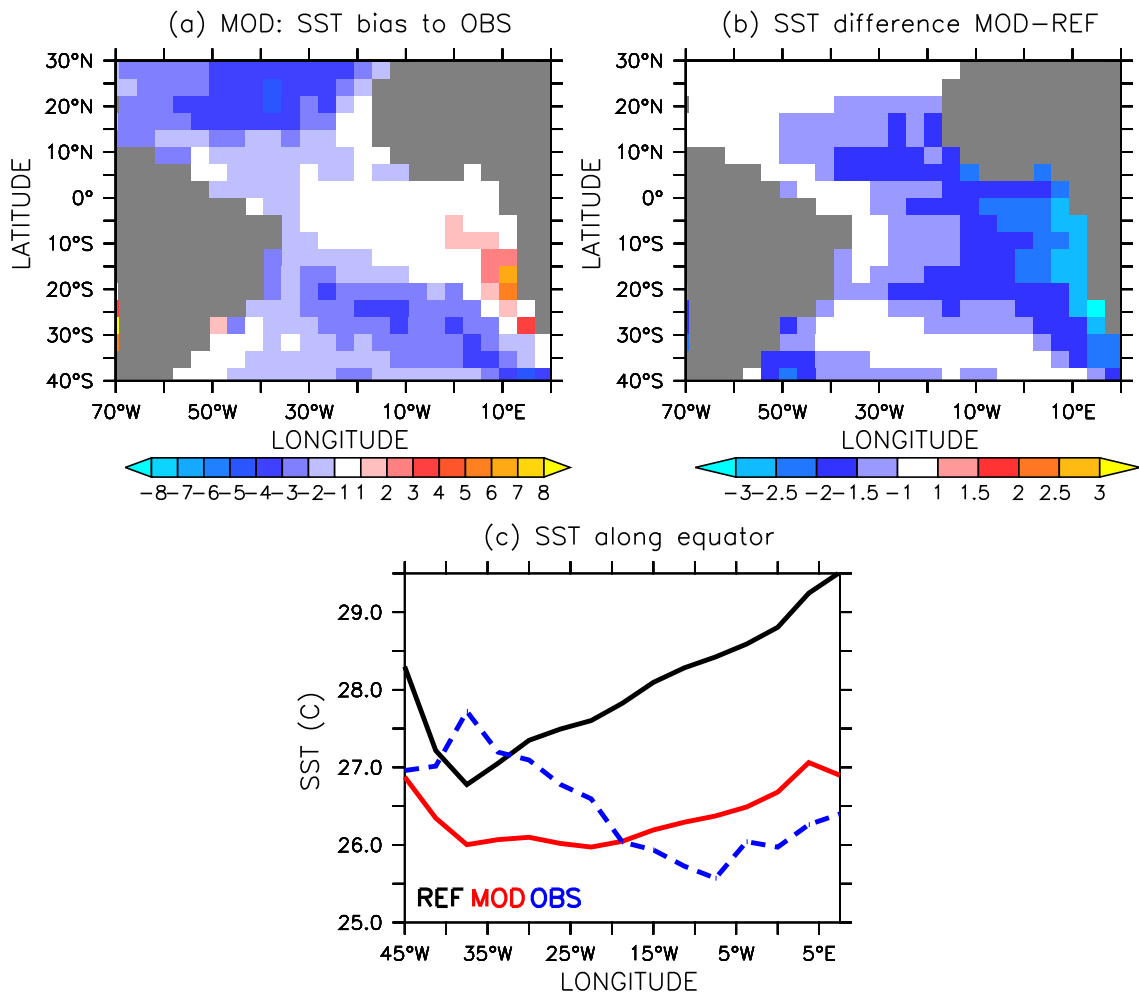 (a) MOD: SST bias to OBS
30°N
20°N
10°N
0°
10°S
20°S
30°S
40°S
LATITUDE
70°W 50°W 30°W 10°W 10°E
LONGITUDE
−8−7−6−5−4−3−2−1 1 2 3 4 5 6 7 8
(b) SST difference MOD−REF
30°N
20°N
10°N
0°
10°S
20°S
30°S
40°S
LATITUDE
70°W 50°W 30°W 10°W 10°E
LONGITUDE
−3−2.5 −2−1.5 −1 1 1.5 2 2.5 3
(c) SST along equator
29.0
28.0
27.0
26.0
25.0
SST (C)
REF MOD OBS
45°W 35°W 25°W 15°W 5°W 5°E
LONGITUDE